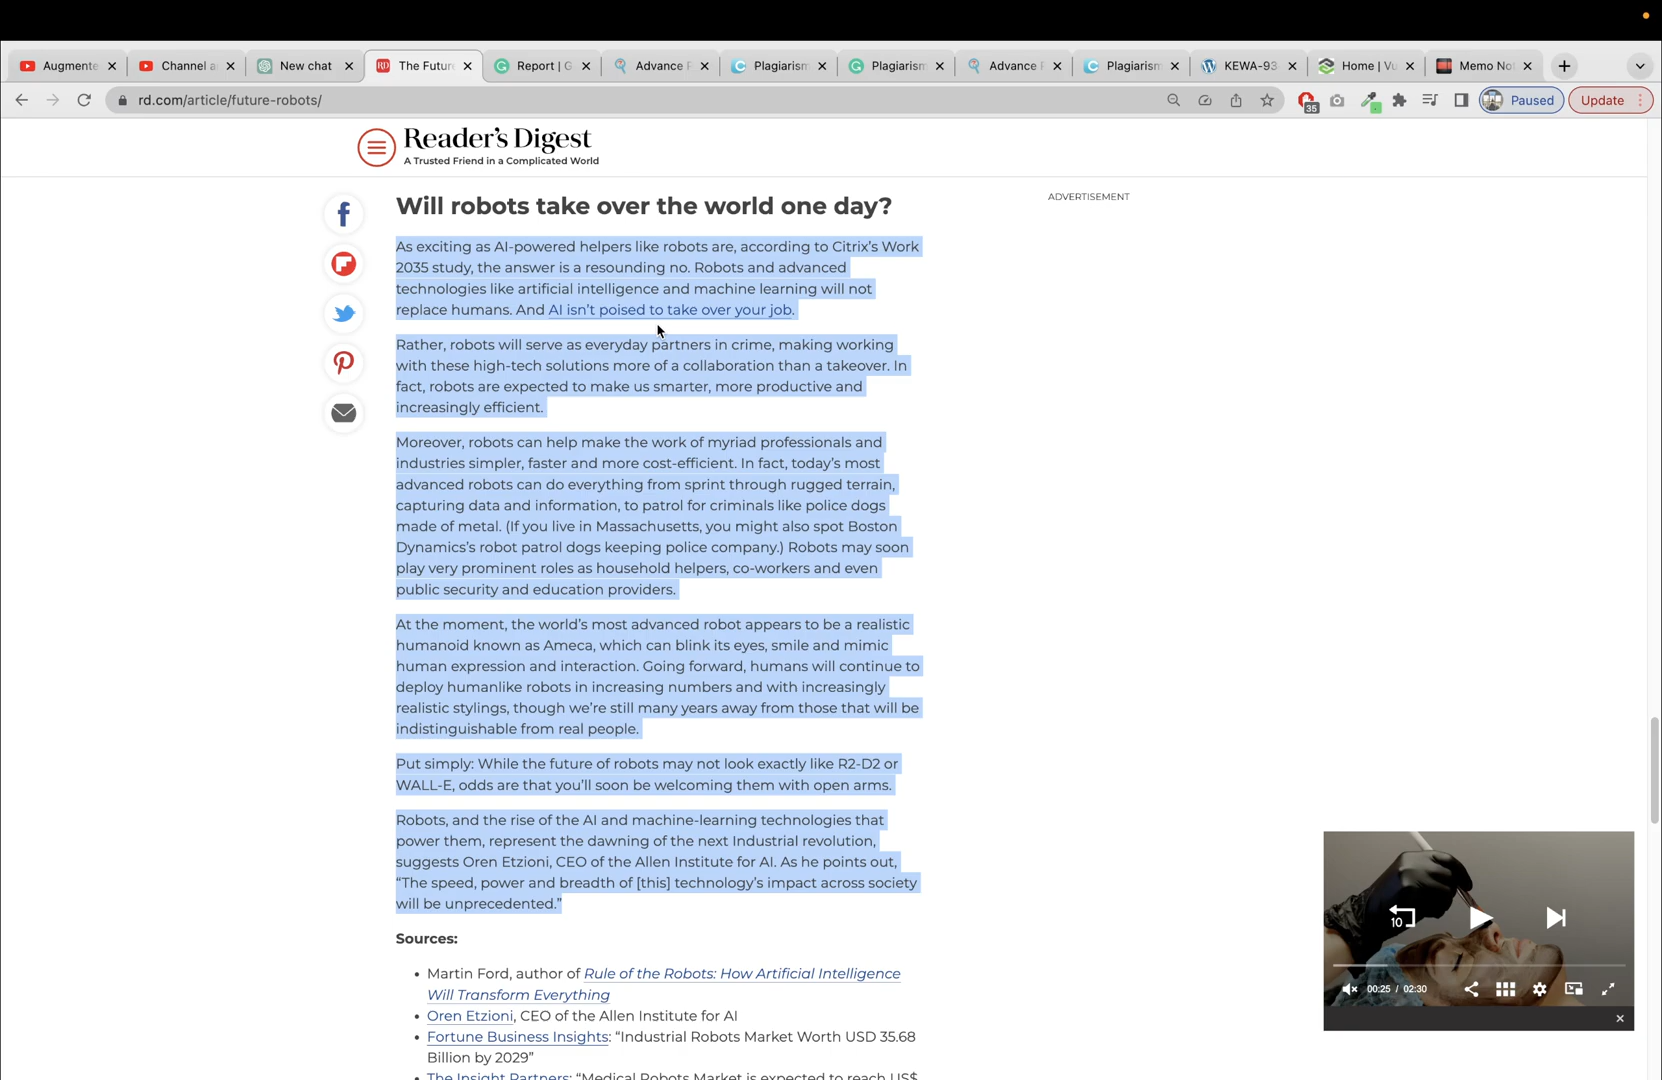 Augmente
Channel a
New chat
The Futur
Report | G
Advance P
Plagiarism
Plagiarism
Advance P
Plagiarism
KEWA-93
Home | Vu
Memo No
rd.com/article/future-robots/
35
Paused
Update
Reader's Digest
A Trusted Friend in a Complicated World
Will robots take over the world one day?
ADVERTISEMENT
As exciting as AI-powered helpers like robots are, according to Citrix's Work
2035 study, the answer is a resounding no. Robots and advanced
technologies like artificial intelligence and machine learning will not
replace humans. And AI isn't poised to take over your job.
Rather, robots will serve as everyday partners in crime, making working
with these high-tech solutions more of a collaboration than a takeover. In
fact, robots are expected to make us smarter, more productive and
increasingly efficient.
Moreover, robots can help make the work of myriad professionals and
industries simpler, faster and more cost-efficient. In fact, today's most
advanced robots can do everything from sprint through rugged terrain,
capturing data and information, to patrol for criminals like police dogs
made of metal. (If you live in Massachusetts, you might also spot Boston
Dynamics's robot patrol dogs keeping police company.) Robots may soon
play very prominent roles as household helpers, co-workers and even
public security and education providers.
At the moment, the world's most advanced robot appears to be a realistic
humanoid known as Ameca, which can blink its eyes, smile and mimic
human expression and interaction. Going forward, humans will continue to
deploy humanlike robots in increasing numbers and with increasingly
realistic stylings, though we're still many years away from those that will be
indistinguishable from real people.
Put simply: While the future of robots may not look exactly like R2-D2 or
WALL-E, odds are that you'll soon be welcoming them with open arms.
Robots, and the rise of the AI and machine-learning technologies that
power them, represent the dawning of the next Industrial revolution,
suggests Oren Etzioni, CEO of the Allen Institute for AI. As he points out,
“The speed, power and breadth of [this] technology's impact across society
will be unprecedented.”
10
00:25 / 02:30
Sources:
• Martin Ford, author of Rule of the Robots: How Artificial Intelligence
Will Transform Everything
• Oren Etzioni, CEO of the Allen Institute for AI
• Fortune Business Insights: “Industrial Robots Market Worth USD 35.68
Billion by 2029”
• The Insight Partners: “Medical Robots Market is expected to reach US$